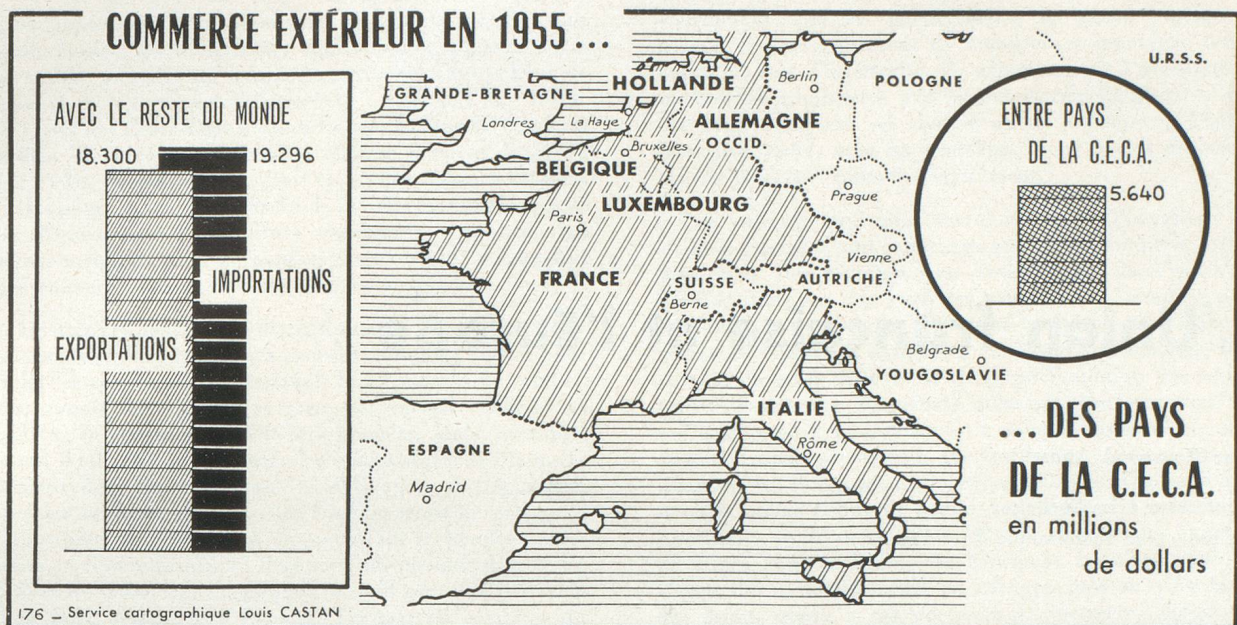 COMMERCE EXTÉRIEUR EN 1955...
AVEC LE RESTE DU MONDE
18.300
19.296
IMPORTATIONS
EXPORTATIONS
GRANDE-BRETAGNE
HOLLANDE
Berlin
POLOGNE
U.R.S.S.
Londres
La Haye
ALLEMAGNE
OCCID.
Bruxelles
BELGIQUE
LUXEMBOURG
Prague
Paris
Vienne
FRANCE
SUISSE
AUTRICHE
Berne
Belgrade
YOUGOSLAVIE
ITALIE
Rôme
ESPAGNE
Madrid
ENTRE PAYS
DE LA C.E.C.A.
5.640
...DES PAYS
DE LA C.E.C.A.
en millions
de dollars
176 _ Service cartographique Louis CASTAN